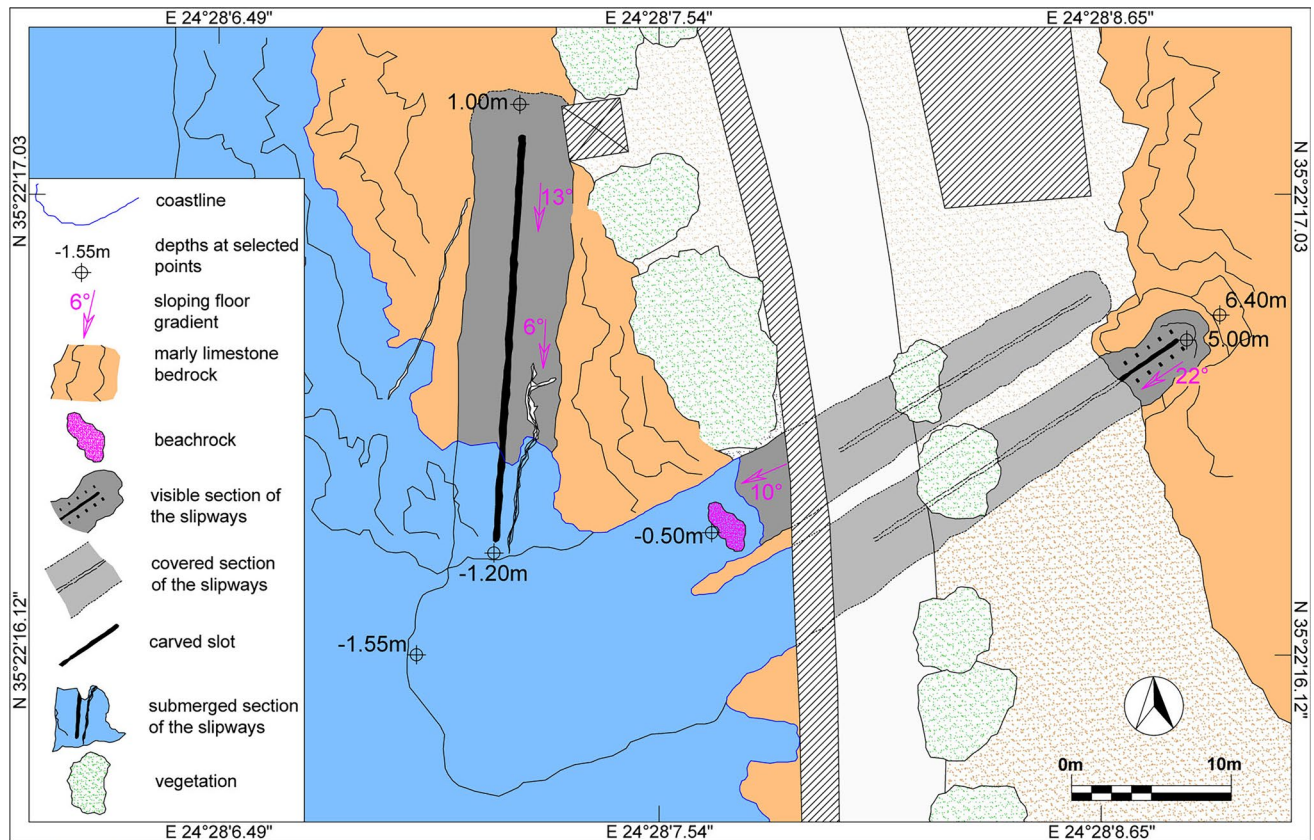 E 24°28'6.49"
E 24°28'7.54"
E 24°28'8.65"
N 35°22'17.03
N 35°22'17.03
1.00m
13°
6°
coastline
-1.55m
depths at selected
points
6°
sloping floor
gradient
marly limestone
bedrock
beachrock
visible section of
the slipways
covered section
of the slipways
carved slot
submerged section
of the slipways
vegetation
6.40m
5.00m
22°
10°
-0.50m
-1.20m
-1.55m
N 35°22'16.12"
N 35°22'16.12"
0m
10m
E 24°28'6.49"
E 24°28'7.54"
E 24°28'8.65"